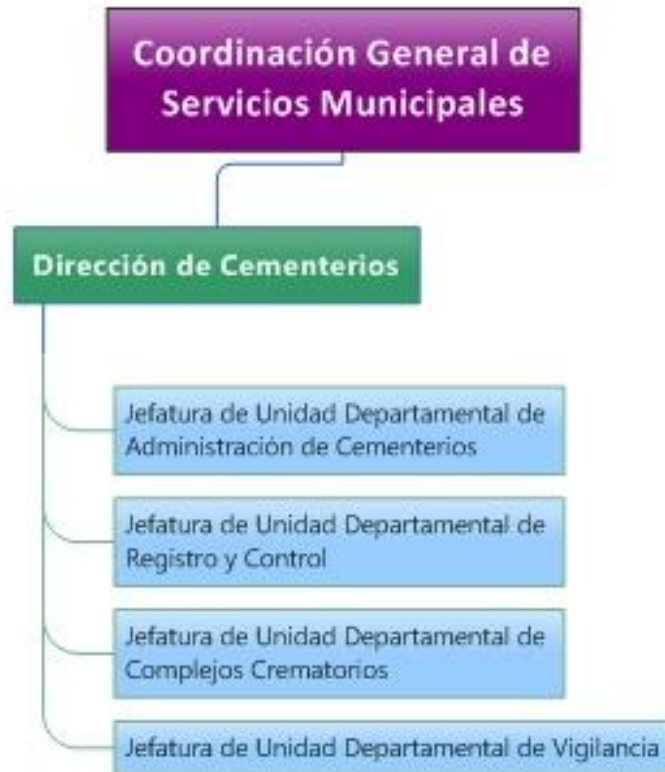 Coordinación General de
Servicios Municipales
Dirección de Cementerios
Jefatura de Unidad Departamental de
Administración de Cementerios
Jefatura de Unidad Departamental de
Registro y Control
Jefatura de Unidad Departamental de
Complejos Crematorios
Jefatura de Unidad Departamental de Vigilancia